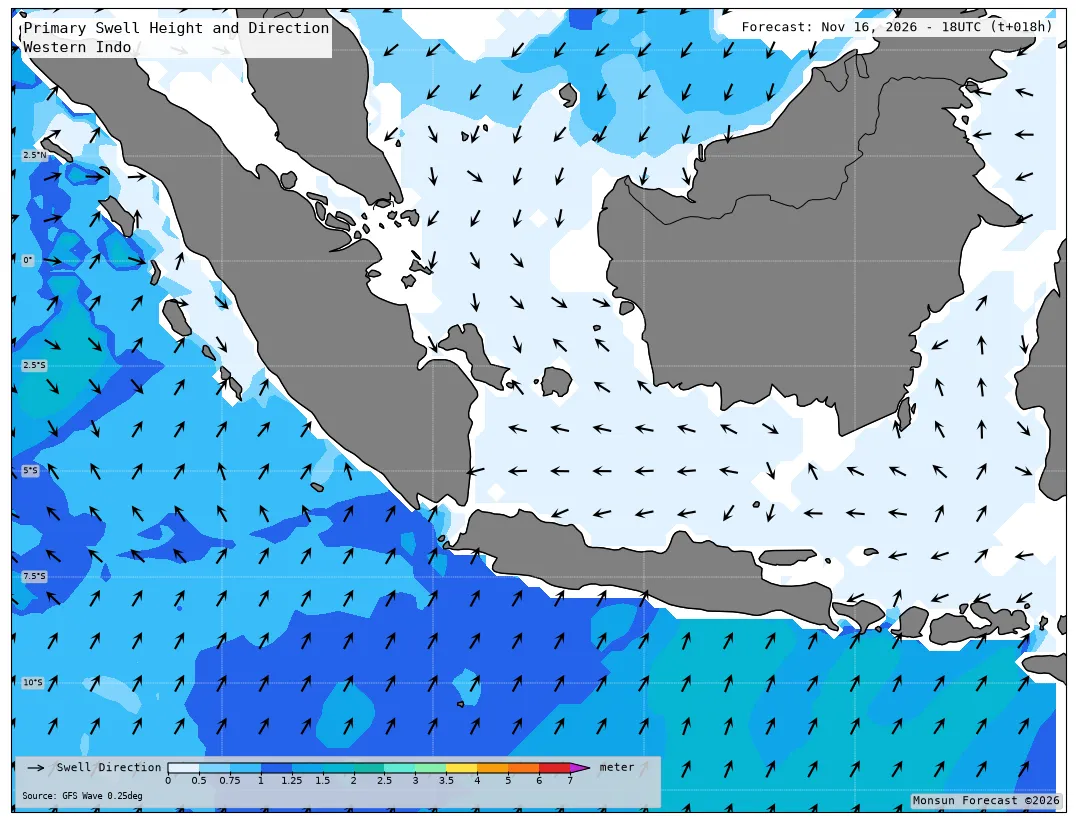 Primary Swell Height and Direction
Western Indo
Forecast: Nov 16, 2026 - 18UTC (t+018h)
2.5°N
0°
2.5°S
5°S
7.5°S
10°S
Swell Direction
meter
0 0.5 0.75 1 1.25 1.5 2 2.5 3 3.5 4 5 6 7
Source: GFS Wave 0.25deg
Monsun Forecast ©2026